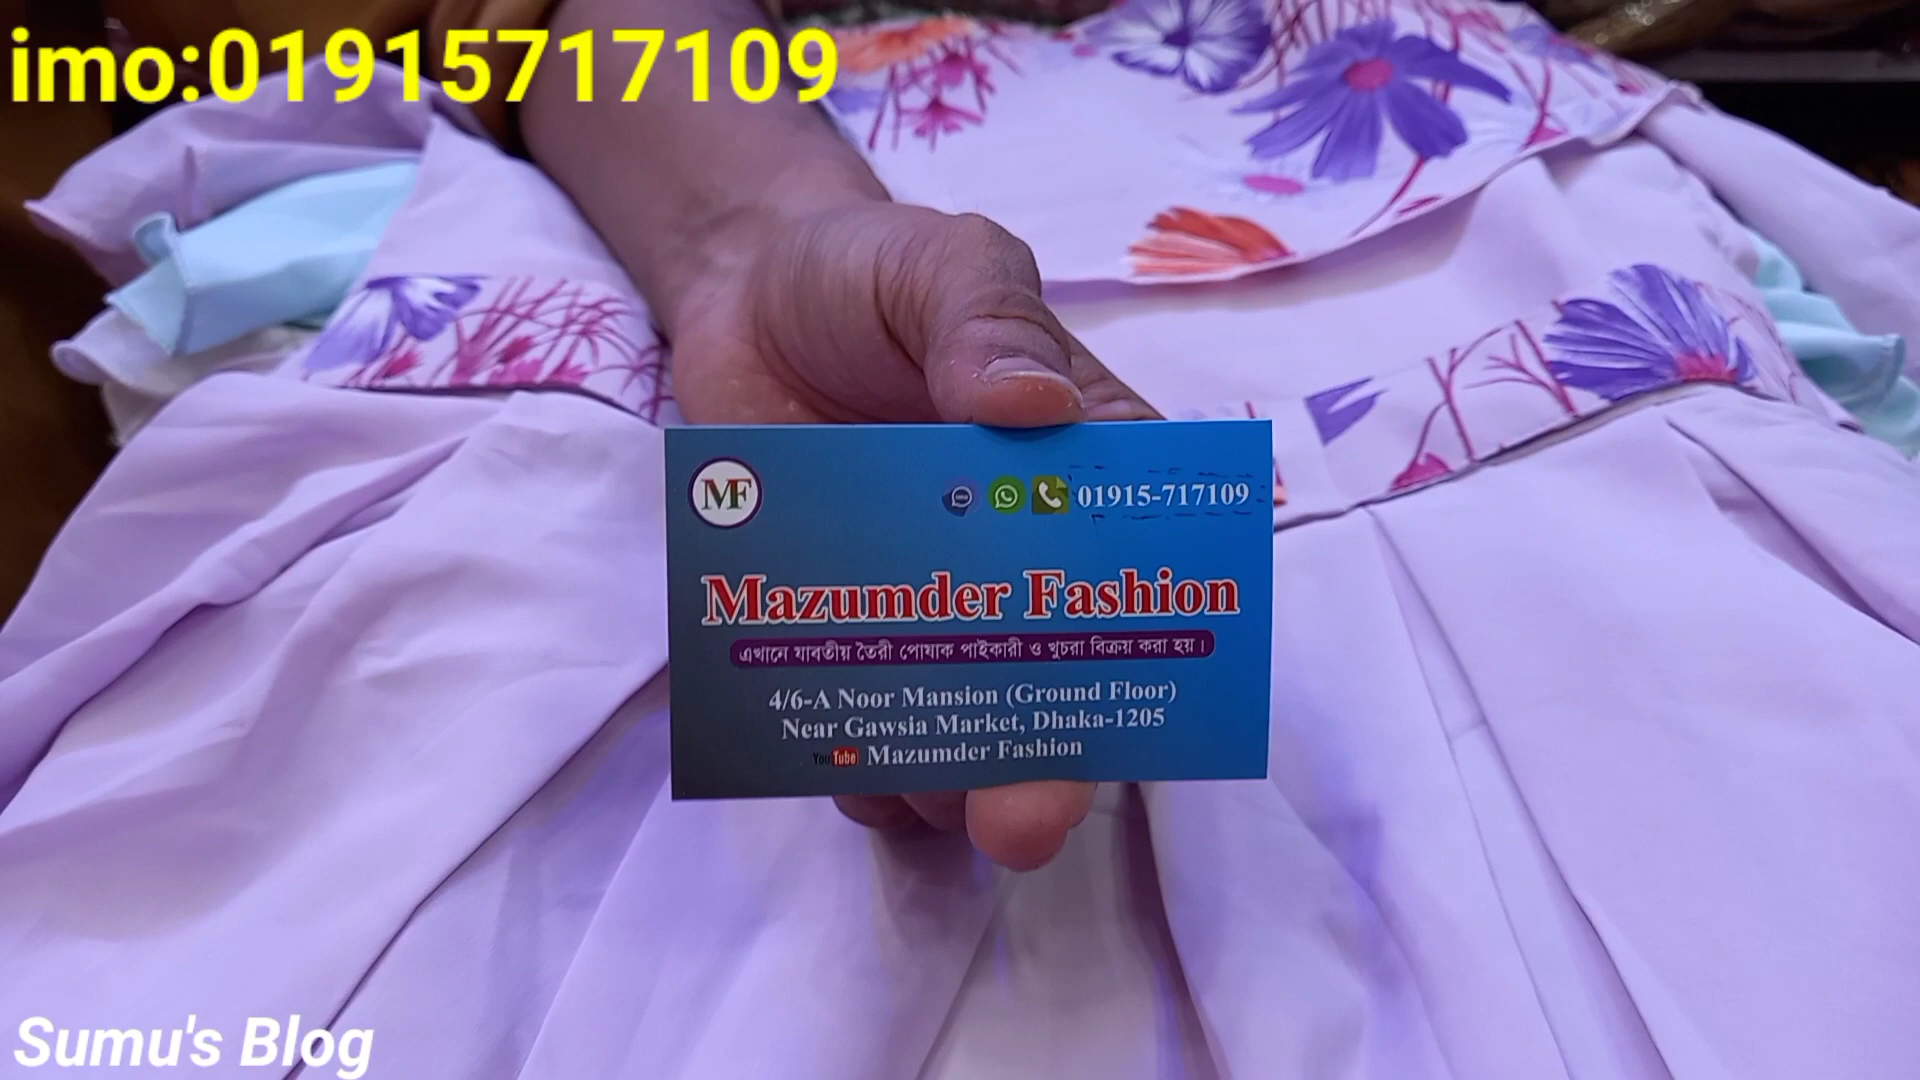 imo:01915717109
MF
01915-717109
Mazumder Fashion
এখানে যাবতীয় তৈরী পোষাক পাইকারী ও খুচরা বিক্রয় করা হয়।
4/6-A Noor Mansion (Ground Floor)
Near Gawsia Market, Dhaka-1205
YouTube Mazumder Fashion
Sumu's Blog